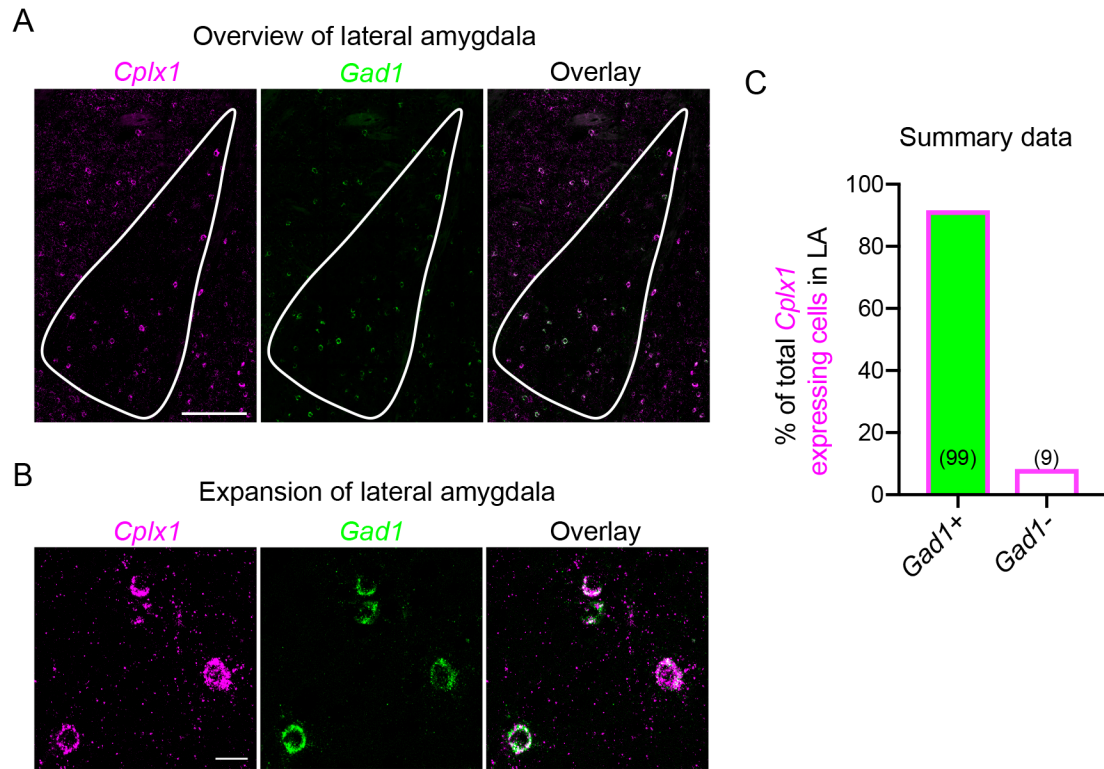 A
Overview of lateral amygdala
Cplx1 Gad1 Overlay
B
Expansion of lateral amygdala
Cplx1 Gad1 Overlay
C
Summary data
% of total Cplx1
expressing cells in LA
100
80
60
40
20
0
(99) (9)
Gad1+ Gad1-